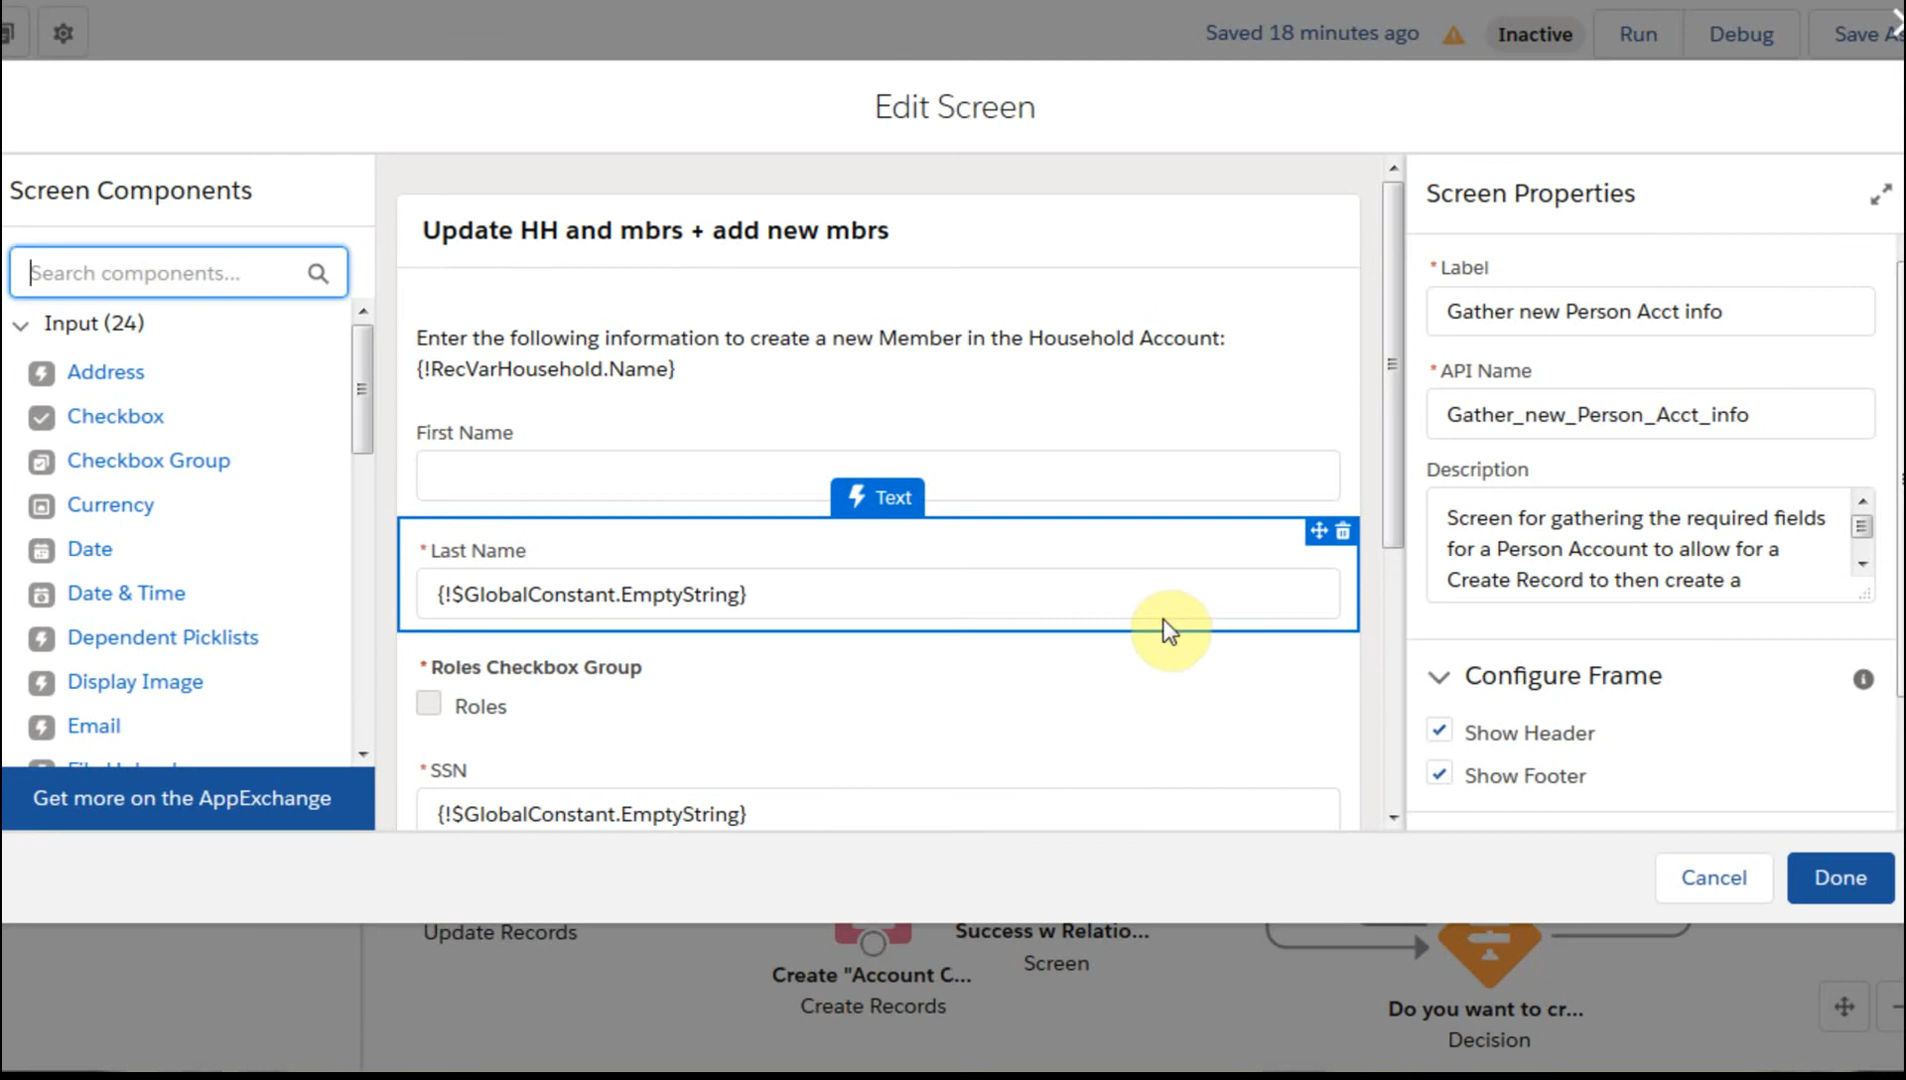 Saved 18 minutes ago
Inactive
Run
Debug
Save As
Edit Screen
Screen Components
Search components...
Input (24)
Address
Checkbox
Checkbox Group
Currency
Date
Date & Time
Dependent Picklists
Display Image
Email
Get more on the AppExchange
Update HH and mbrs + add new mbrs
Enter the following information to create a new Member in the Household Account:
{!RecVarHousehold.Name}
First Name
Text
* Last Name
{!$GlobalConstant.EmptyString}
* Roles Checkbox Group
Roles
* SSN
{!$GlobalConstant.EmptyString}
Screen Properties
* Label
Gather new Person Acct info
* API Name
Gather_new_Person_Acct_info
Description
Screen for gathering the required fields
for a Person Account to allow for a
Create Record to then create a
Configure Frame
Show Header
Show Footer
Cancel
Done
Update Records
Create "Account C...
Create Records
Success w Relatio...
Screen
Do you want to cr...
Decision